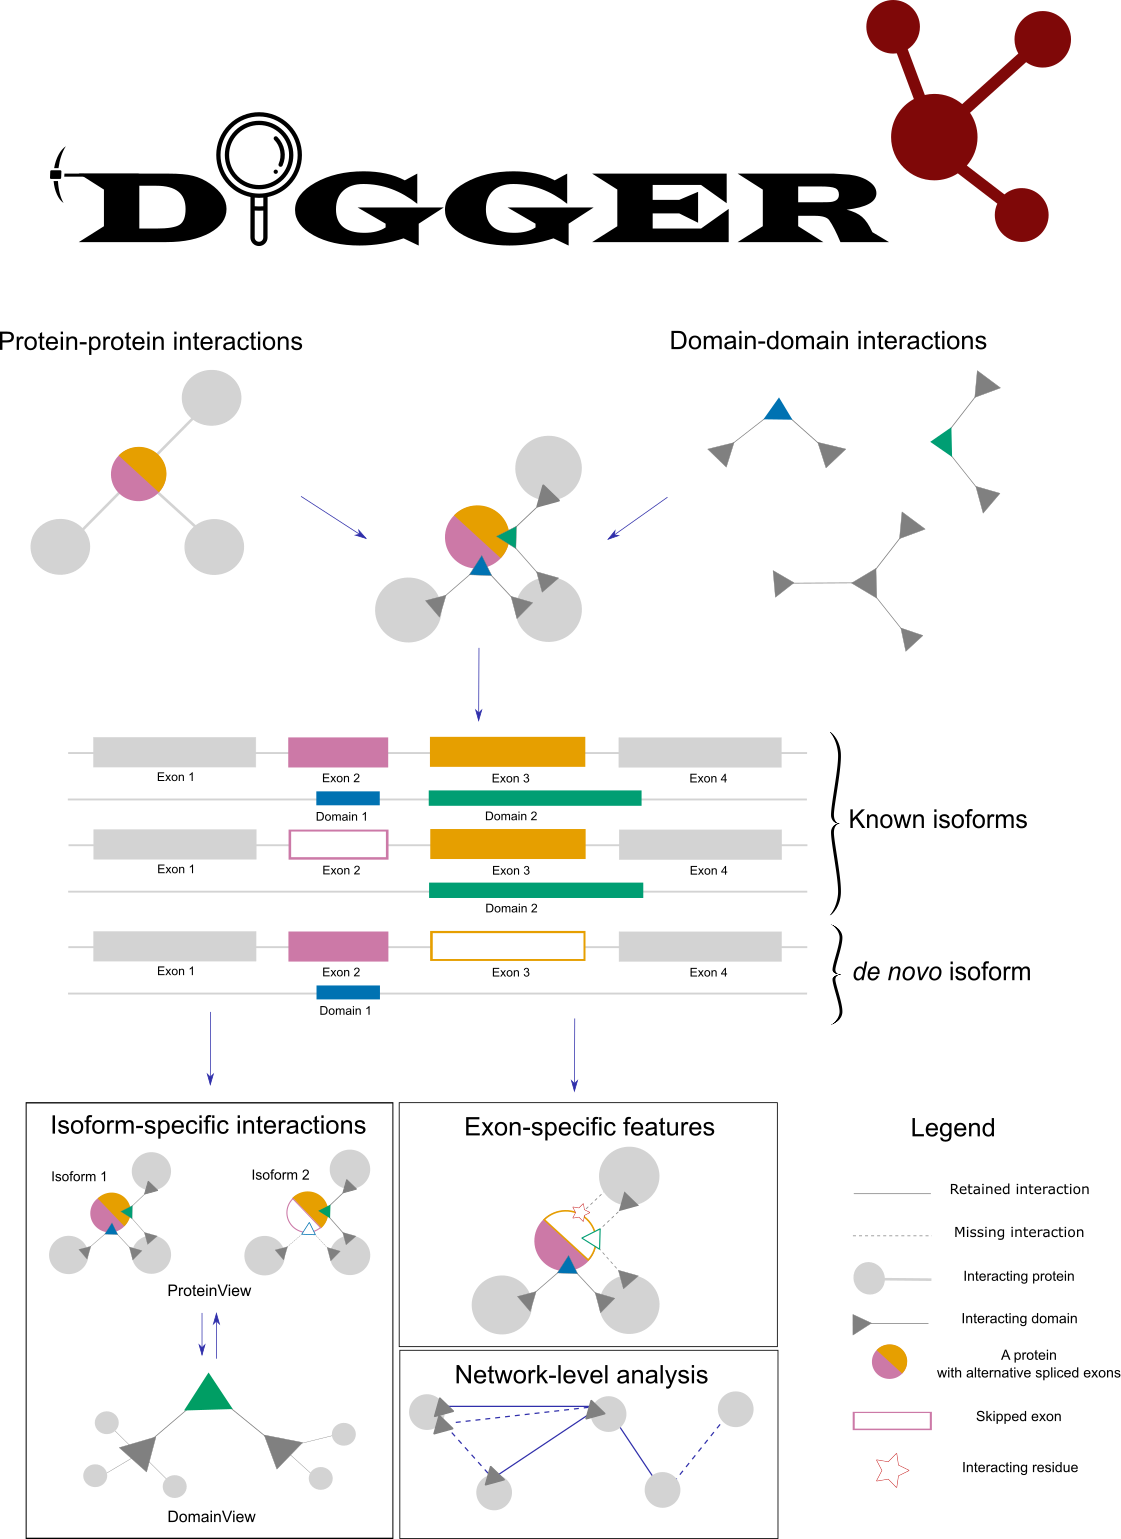 DIGGER
Protein-protein interactions
Domain-domain interactions
Exon 1
Exon 2
Exon 3
Exon 4
Domain 1
Domain 2
Known isoforms
Exon 1
Exon 2
Exon 3
Exon 4
Domain 2
Exon 1
Exon 2
Exon 3
Exon 4
de novo isoform
Domain 1
Isoform-specific interactions
Isoform 1
Isoform 2
ProteinView
DomainView
Exon-specific features
Network-level analysis
Legend
Retained interaction
Missing interaction
Interacting protein
Interacting domain
A protein
with alternative spliced exons
Skipped exon
Interacting residue